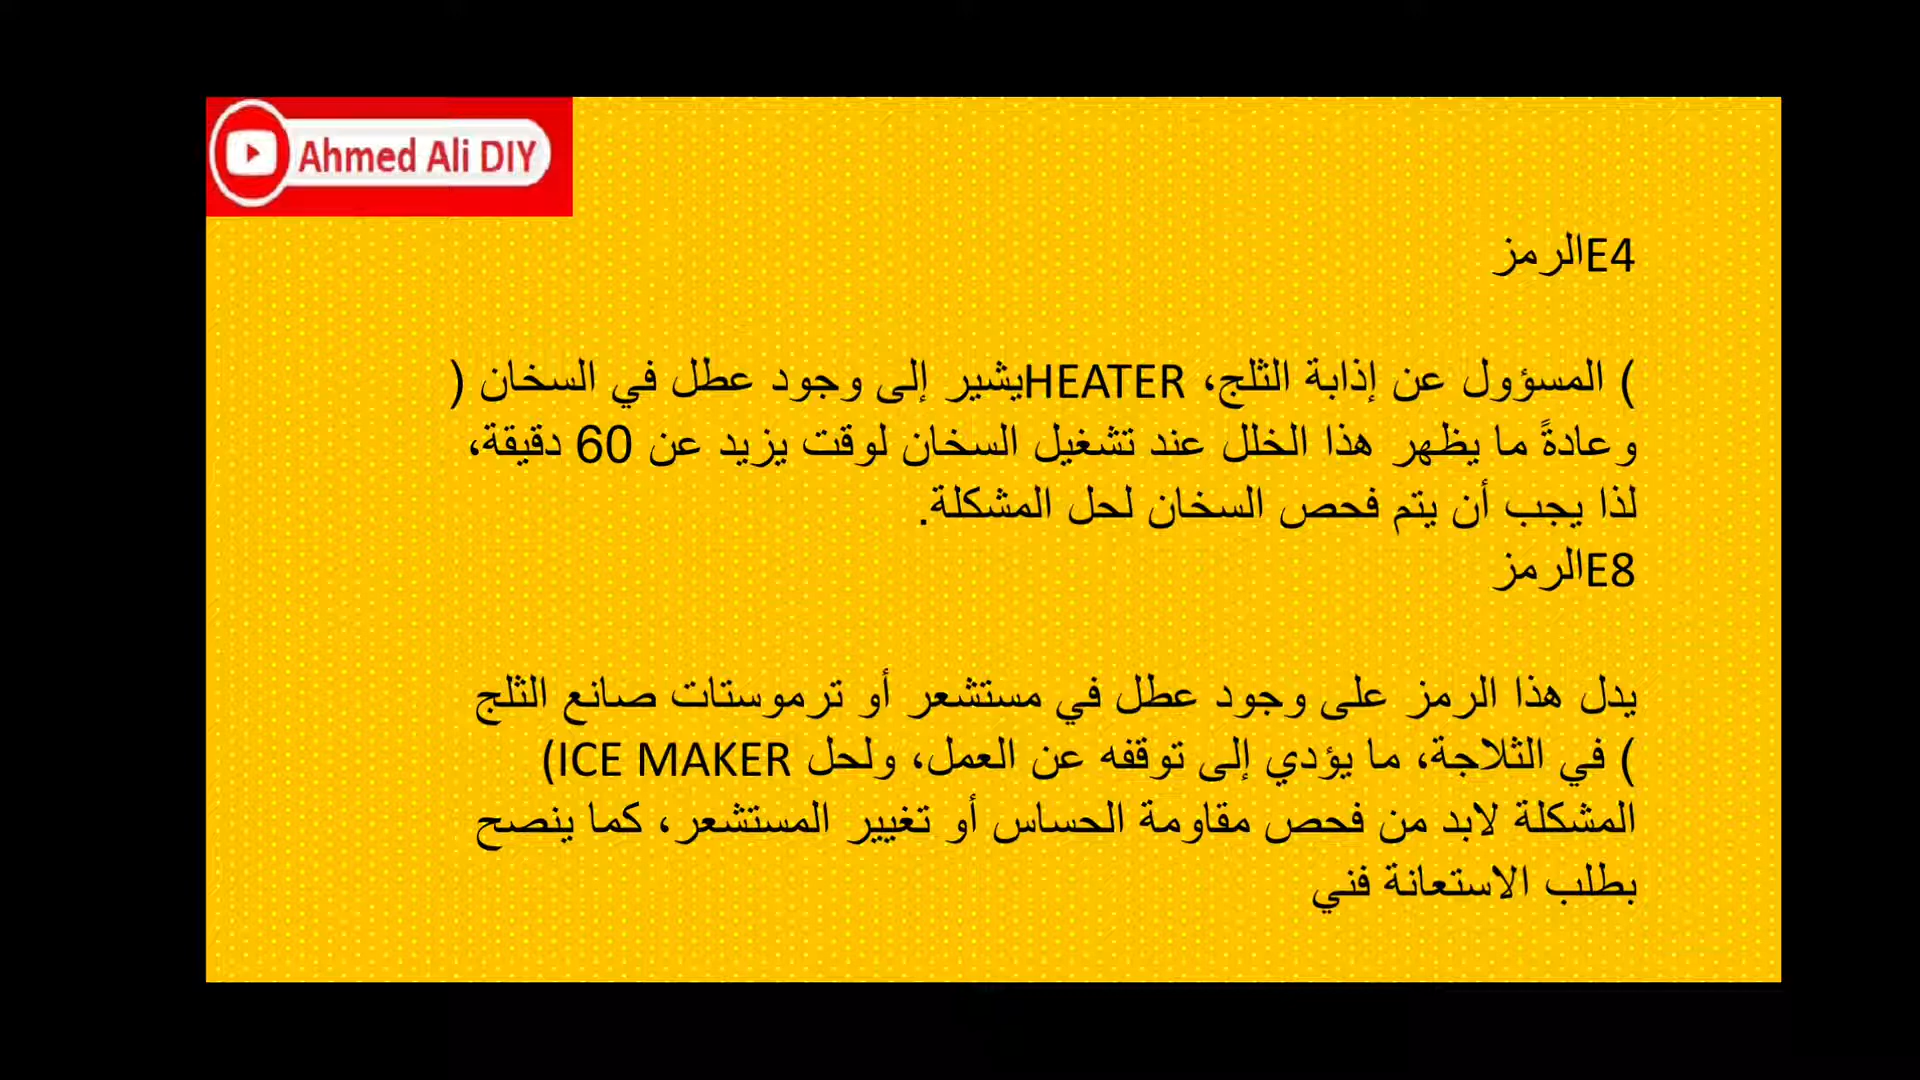 Ahmed Ali DIY
E4الرمز
) المسؤول عن إذابة الثلج، HEATERيشير إلى وجود عطل في السخان (
وعادةً ما يظهر هذا الخلل عند تشغيل السخان لوقت يزيد عن 60 دقيقة،
لذا يجب أن يتم فحص السخان لحل المشكلة.
E8الرمز
يدل هذا الرمز على وجود عطل في مستشعر أو ترموستات صانع الثلج
) في الثلاجة، ما يؤدي إلى توقفه عن العمل، ولحل ICE MAKER)
المشكلة لابد من فحص مقاومة الحساس أو تغيير المستشعر، كما ينصح
بطلب الاستعانة فني